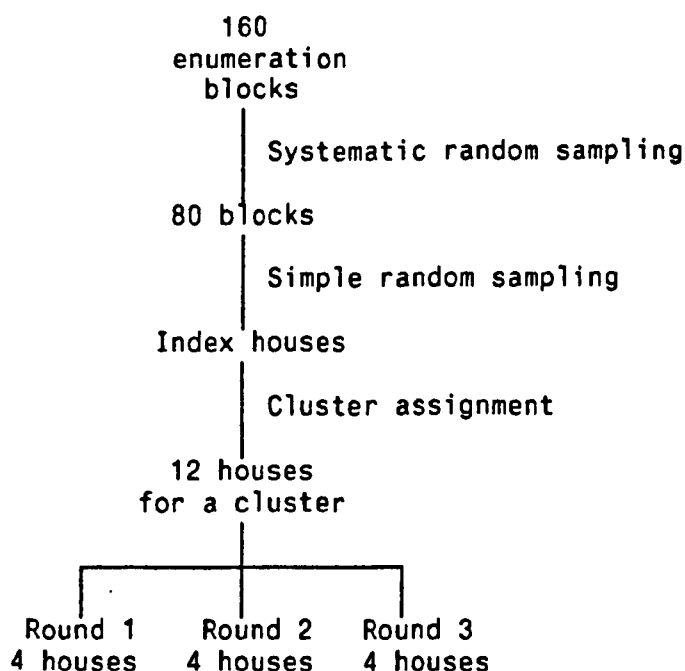 160
enumeration
blocks
Systematic random sampling
80 blocks
Simple random sampling
Index houses
Cluster assignment
12 houses
for a cluster
Round 1 Round 2 Round 3
4 houses 4 houses 4 houses